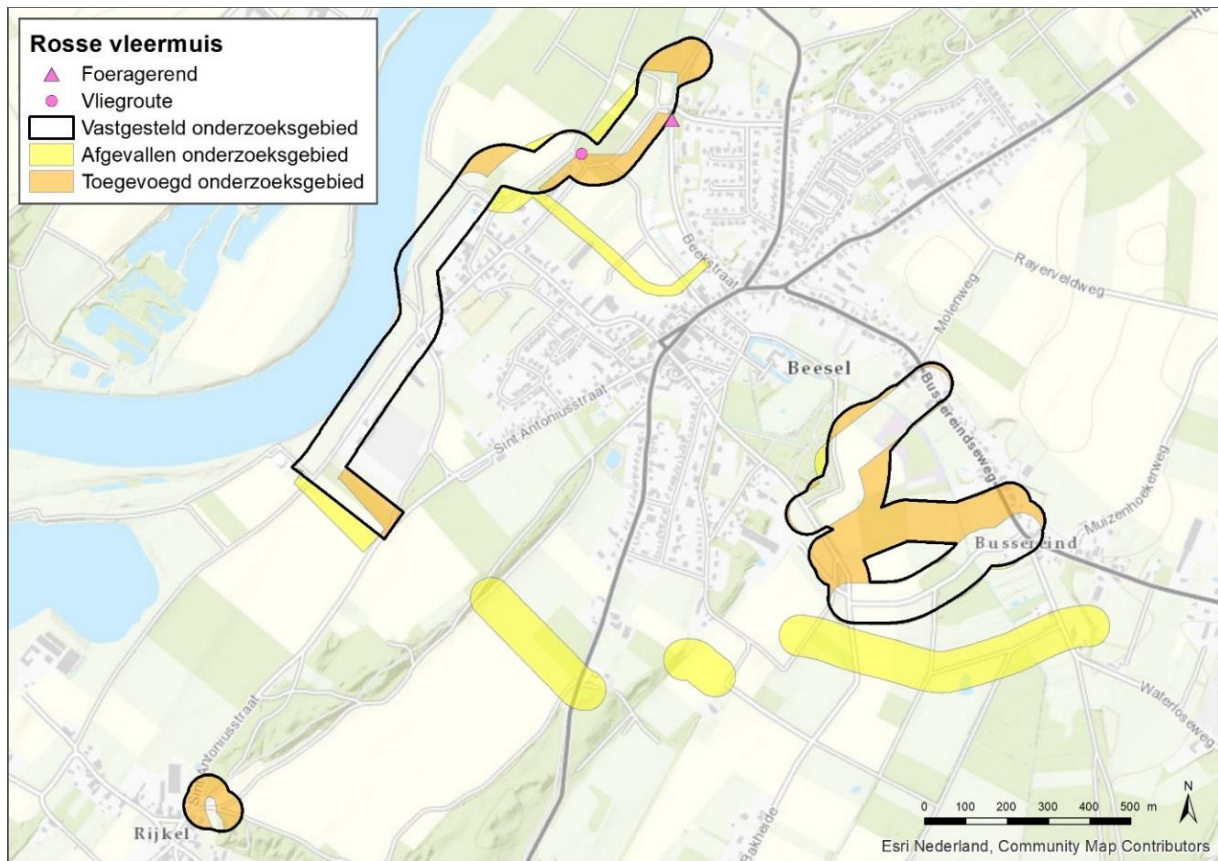 Rosse vleermuis
Foeragerend
Vliegroute
Vastgesteld onderzoeksgebied
Afgevallen onderzoeksgebied
Toegevoegd onderzoeksgebied
Beekstraat
Rayerveldweg
Molenweg
Beesel
Sint Antoniusstraat
Bussereindseweg
Muizenhoekerweg
Bussereind
Waterloseweg
Sint Antoniusstraat
Rijkel
Bakheide
N
0 100 200 300 400 500 m
Esri Nederland, Community Map Contributors